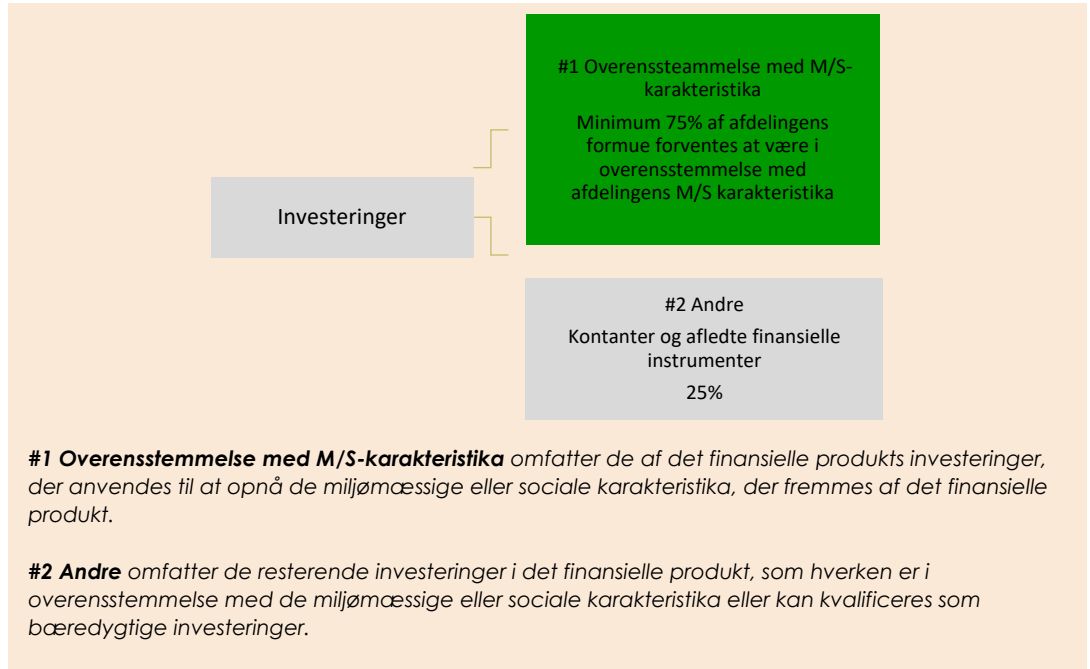 #1 Overenssteammelse med M/S-
karakteristika
Minimum 75% af afdelingens
formue forventes at være i
overensstemmelse med
afdelingens M/S karakteristika
Investeringer
#2 Andre
Kontanter og afledte finansielle
instrumenter
25%
#1 Overensstemmelse med M/S-karakteristika omfatter de af det finansielle produkts investeringer,
der anvendes til at opnå de miljømæssige eller sociale karakteristika, der fremmes af det finansielle
produkt.
#2 Andre omfatter de resterende investeringer i det finansielle produkt, som hverken er i
overensstemmelse med de miljømæssige eller sociale karakteristika eller kan kvalificeres som
bæredygtige investeringer.